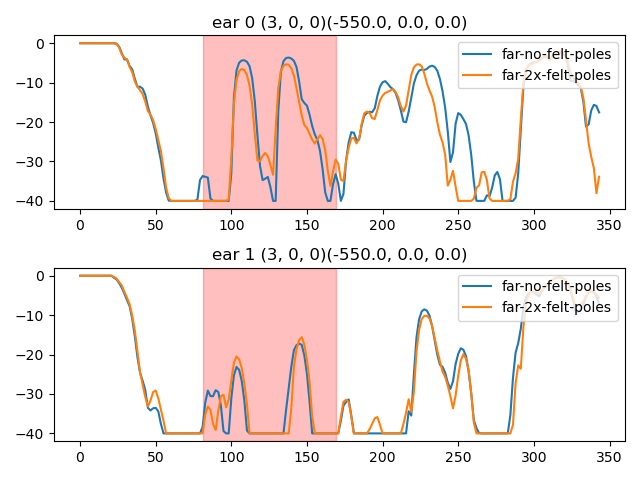 ear 0 (3, 0, 0)(-550.0, 0.0, 0.0)
0
−10
−20
−30
−40
far-no-felt-poles
far-2x-felt-poles
0 50 100 150 200 250 300 350
ear 1 (3, 0, 0)(-550.0, 0.0, 0.0)
0
−10
−20
−30
−40
far-no-felt-poles
far-2x-felt-poles
0 50 100 150 200 250 300 350